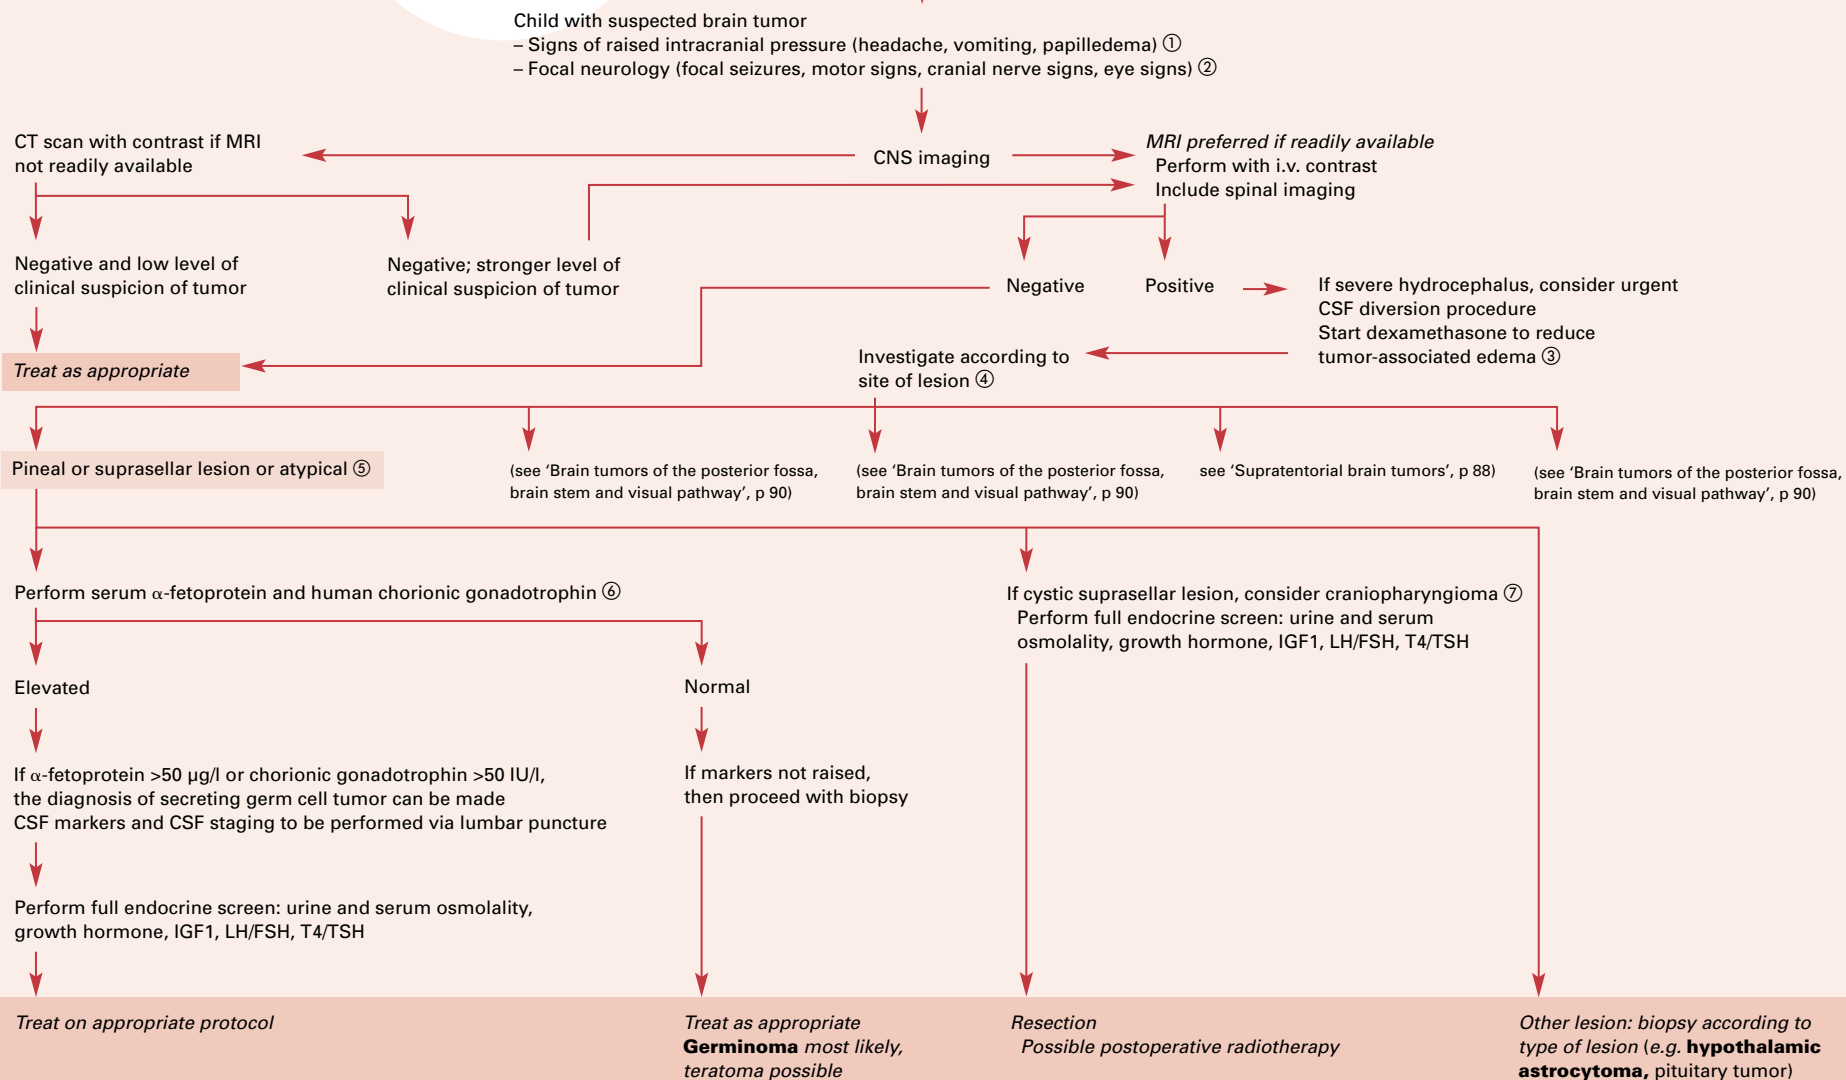 Child with suspected brain tumor
– Signs of raised intracranial pressure (headache, vomiting, papilledema) ①
– Focal neurology (focal seizures, motor signs, cranial nerve signs, eye signs) ②
CT scan with contrast if MRI
not readily available
CNS imaging
MRI preferred if readily available
Perform with i.v. contrast
Include spinal imaging
Negative and low level of
clinical suspicion of tumor
Negative; stronger level of
clinical suspicion of tumor
Negative
Positive
If severe hydrocephalus, consider urgent
CSF diversion procedure
Start dexamethasone to reduce
tumor-associated edema ③
Treat as appropriate
Investigate according to
site of lesion ④
Pineal or suprasellar lesion or atypical ⑤
(see ‘Brain tumors of the posterior fossa,
brain stem and visual pathway’, p 90)
(see ‘Brain tumors of the posterior fossa,
brain stem and visual pathway’, p 90)
see ‘Supratentorial brain tumors’, p 88)
(see ‘Brain tumors of the posterior fossa,
brain stem and visual pathway’, p 90)
Perform serum α-fetoprotein and human chorionic gonadotrophin ⑥
If cystic suprasellar lesion, consider craniopharyngioma ⑦
Perform full endocrine screen: urine and serum
osmolality, growth hormone, IGF1, LH/FSH, T4/TSH
Elevated
Normal
If α-fetoprotein >50 µg/l or chorionic gonadotrophin >50 IU/l,
the diagnosis of secreting germ cell tumor can be made
CSF markers and CSF staging to be performed via lumbar puncture
If markers not raised,
then proceed with biopsy
Perform full endocrine screen: urine and serum osmolality,
growth hormone, IGF1, LH/FSH, T4/TSH
Treat on appropriate protocol
Treat as appropriate
Germinoma most likely,
teratoma possible
Resection
Possible postoperative radiotherapy
Other lesion: biopsy according to
type of lesion (e.g. hypothalamic
astrocytoma, pituitary tumor)